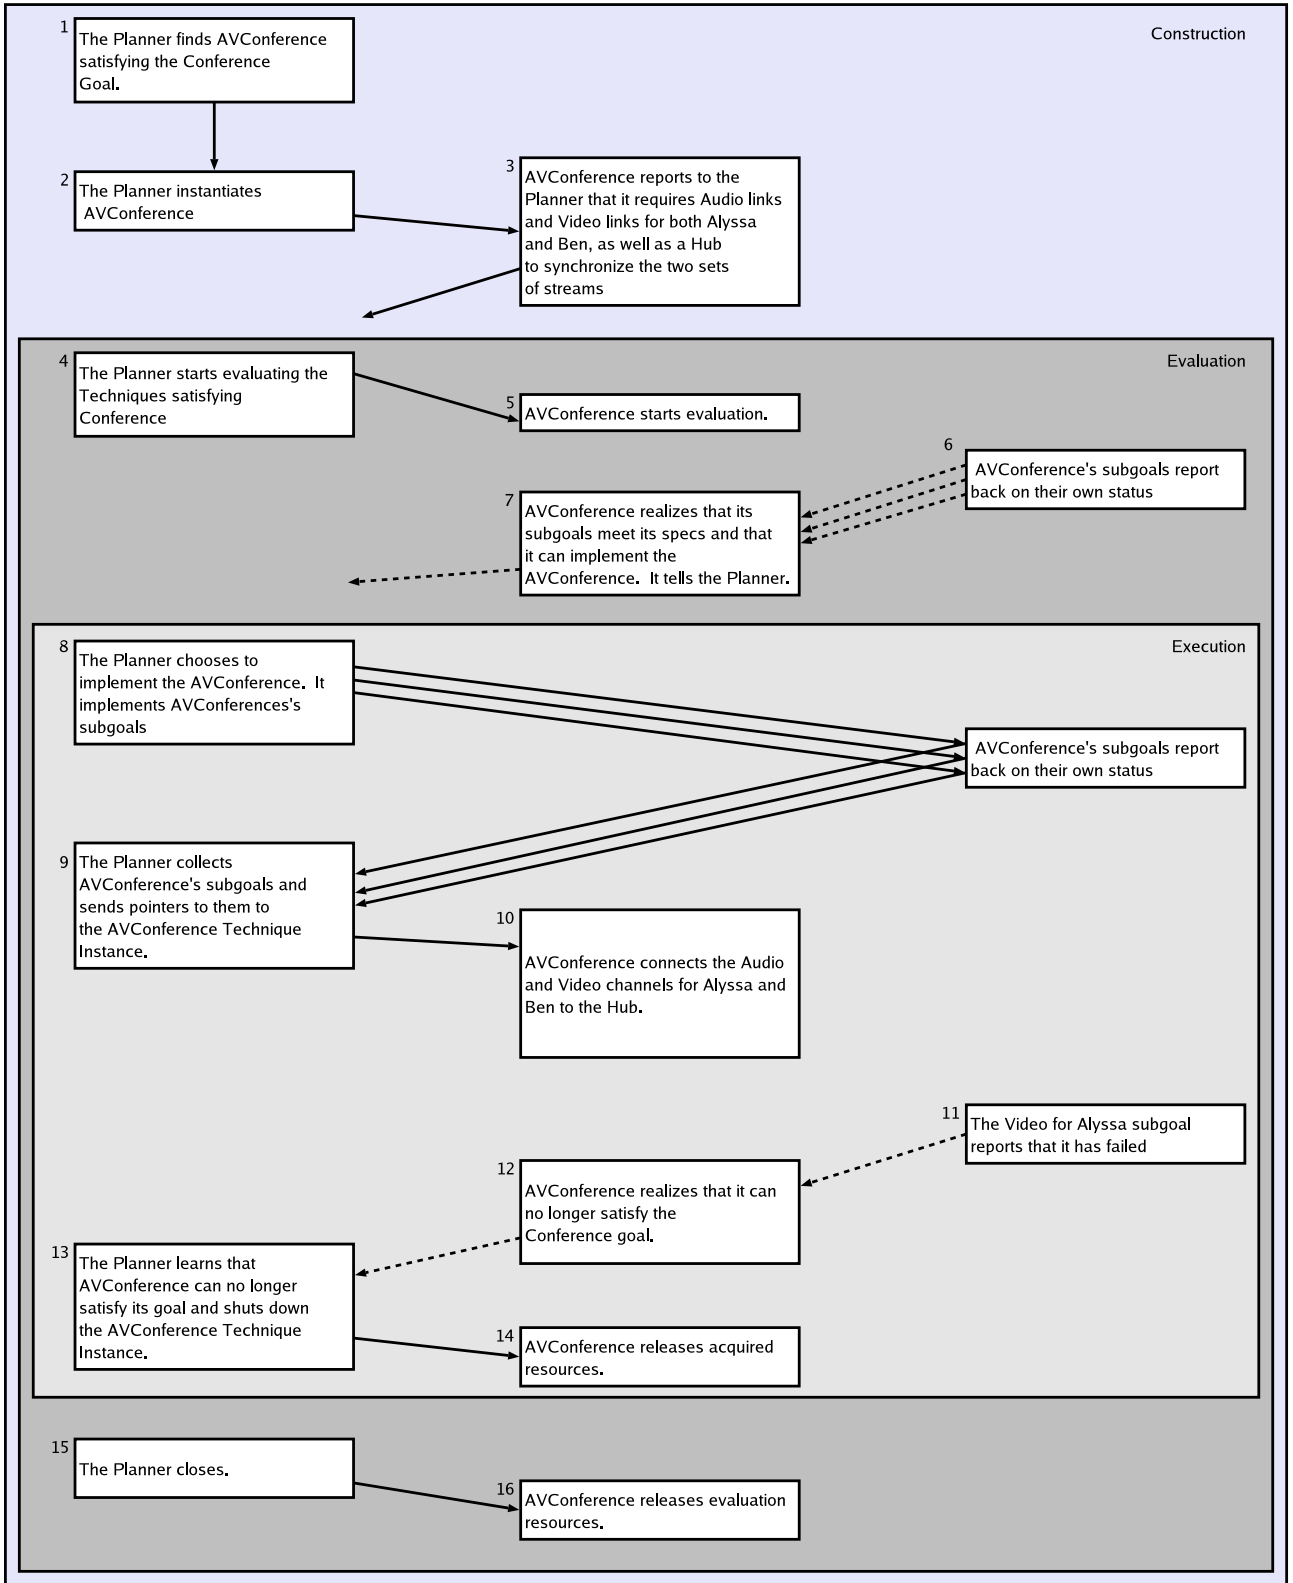 Construction
1
The Planner finds AVConference
satisfying the Conference
Goal.
2
The Planner instantiates
AVConference
3
AVConference reports to the
Planner that it requires Audio links
and Video links for both Alyssa
and Ben, as well as a Hub
to synchronize the two sets
of streams
Evaluation
4
The Planner starts evaluating the
Techniques satisfying
Conference
5
AVConference starts evaluation.
6
AVConference's subgoals report
back on their own status
7
AVConference realizes that its
subgoals meet its specs and that
it can implement the
AVConference. It tells the Planner.
Execution
8
The Planner chooses to
implement the AVConference. It
implements AVConferences's
subgoals
AVConference's subgoals report
back on their own status
9
The Planner collects
AVConference's subgoals and
sends pointers to them to
the AVConference Technique
Instance.
10
AVConference connects the Audio
and Video channels for Alyssa and
Ben to the Hub.
11
The Video for Alyssa subgoal
reports that it has failed
12
AVConference realizes that it can
no longer satisfy the
Conference goal.
13
The Planner learns that
AVConference can no longer
satisfy its goal and shuts down
the AVConference Technique
Instance.
14
AVConference releases acquired
resources.
15
The Planner closes.
16
AVConference releases evaluation
resources.